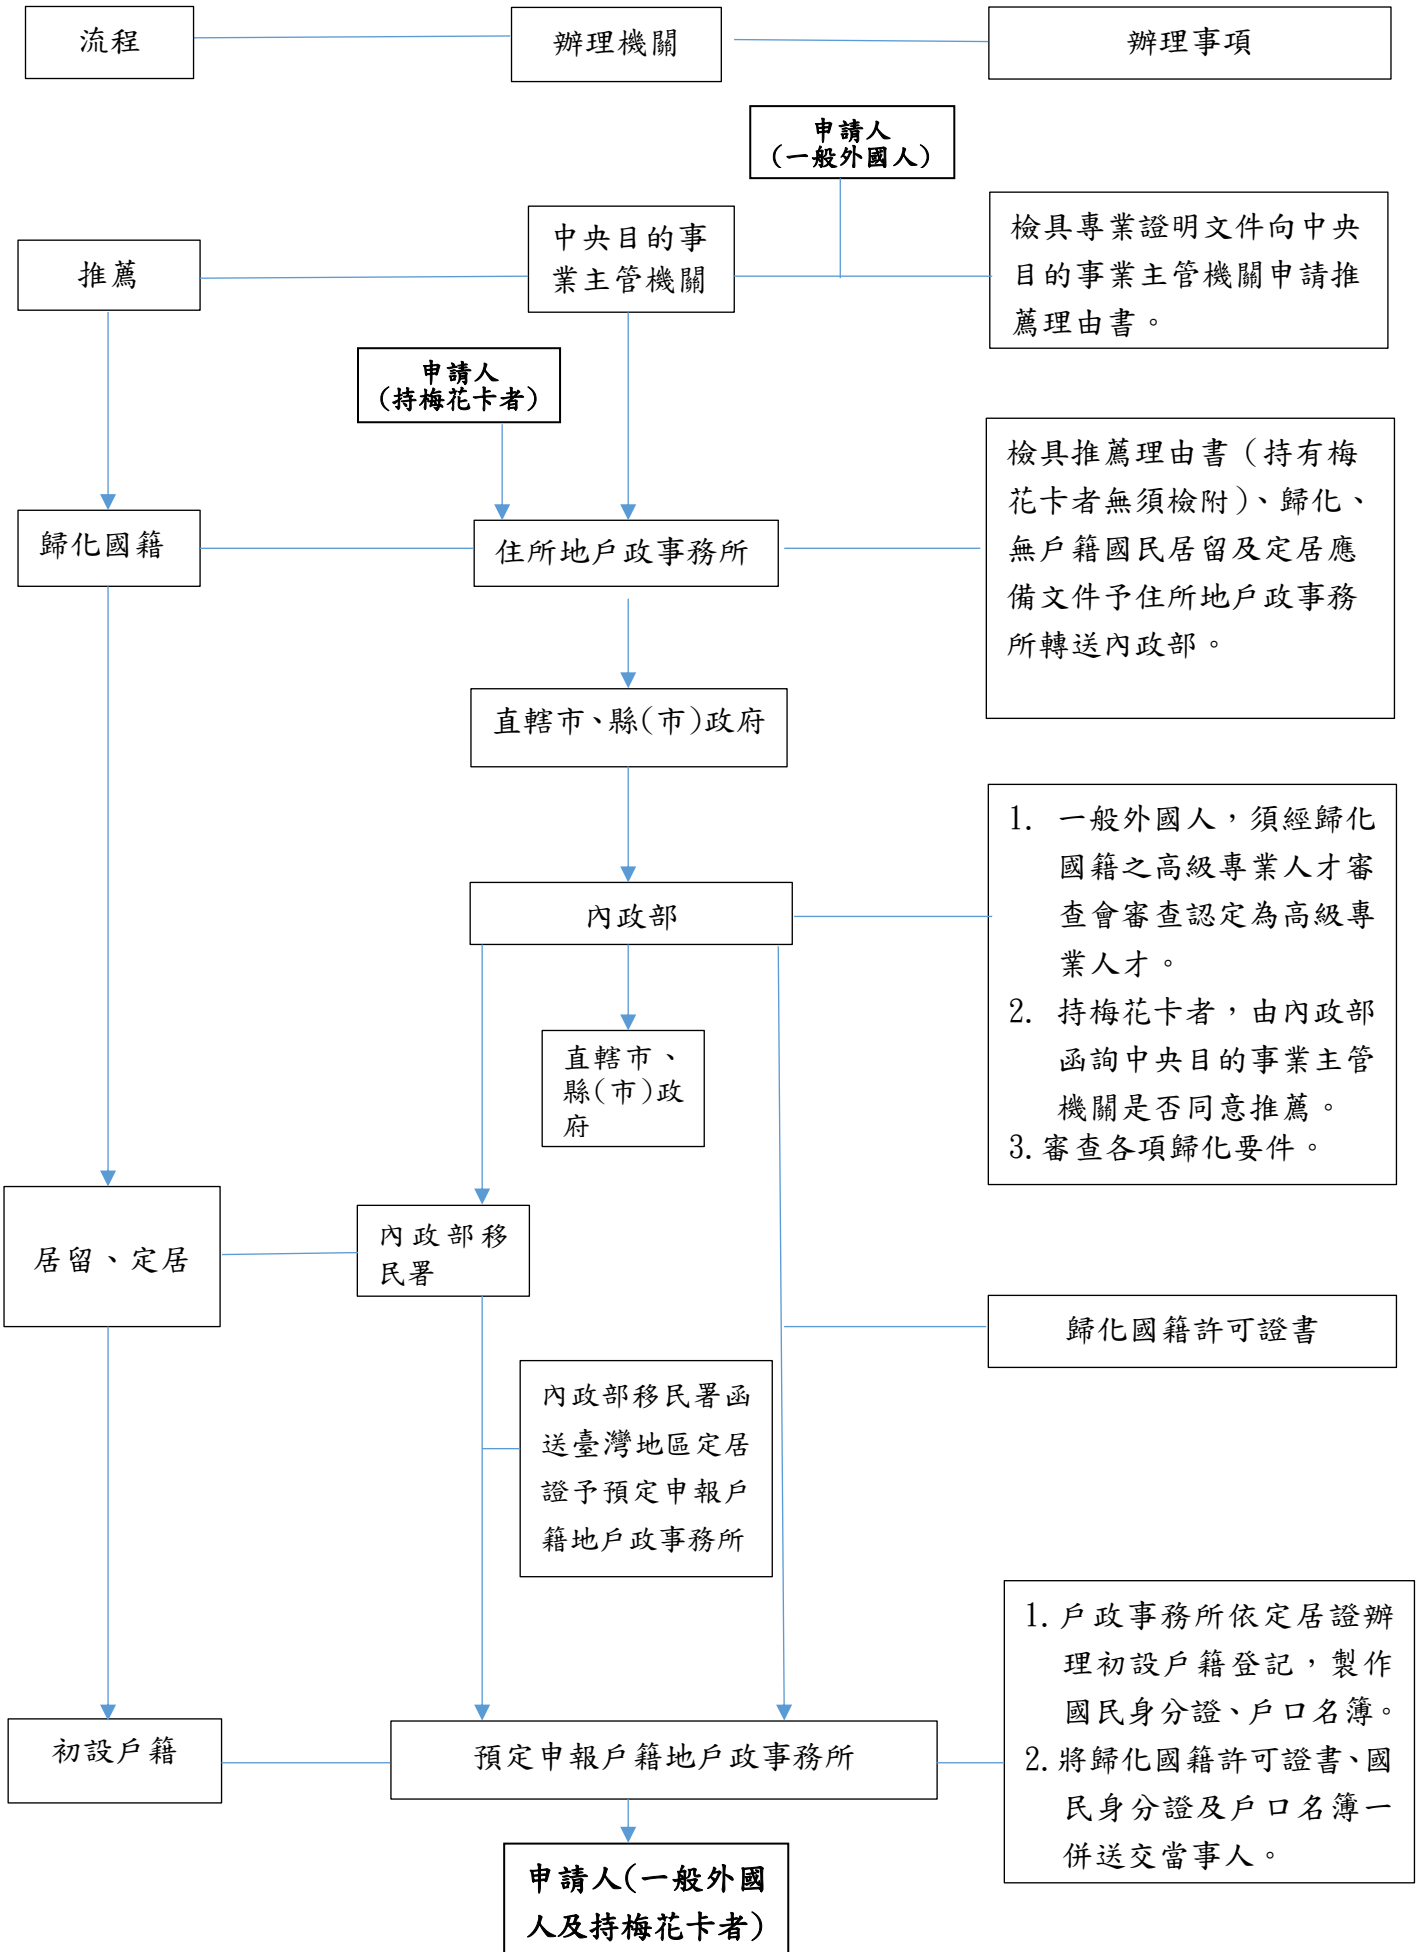 流程
辦理機關
辦理事項
申請人
(一般外國人)
推薦
中央目的事
業主管機關
檢具專業證明文件向中央
目的事業主管機關申請推
薦理由書。
申請人
(持梅花卡者)
歸化國籍
住所地戶政事務所
檢具推薦理由書（持有梅
花卡者無須檢附）、歸化、
無戶籍國民居留及定居應
備文件予住所地戶政事務
所轉送內政部。
直轄市、縣(市)政府
內政部
1. 一般外國人，須經歸化
國籍之高級專業人才審
查會審查認定為高級專
業人才。
2. 持梅花卡者，由內政部
函詢中央目的事業主管
機關是否同意推薦。
3.審查各項歸化要件。
直轄市、
縣(市)政
府
居留、定居
內政部移
民署
歸化國籍許可證書
內政部移民署函
送臺灣地區定居
證予預定申報戶
籍地戶政事務所
初設戶籍
預定申報戶籍地戶政事務所
1.戶政事務所依定居證辦
理初設戶籍登記，製作
國民身分證、戶口名簿。
2.將歸化國籍許可證書、國
民身分證及戶口名簿一
併送交當事人。
申請人(一般外國
人及持梅花卡者)